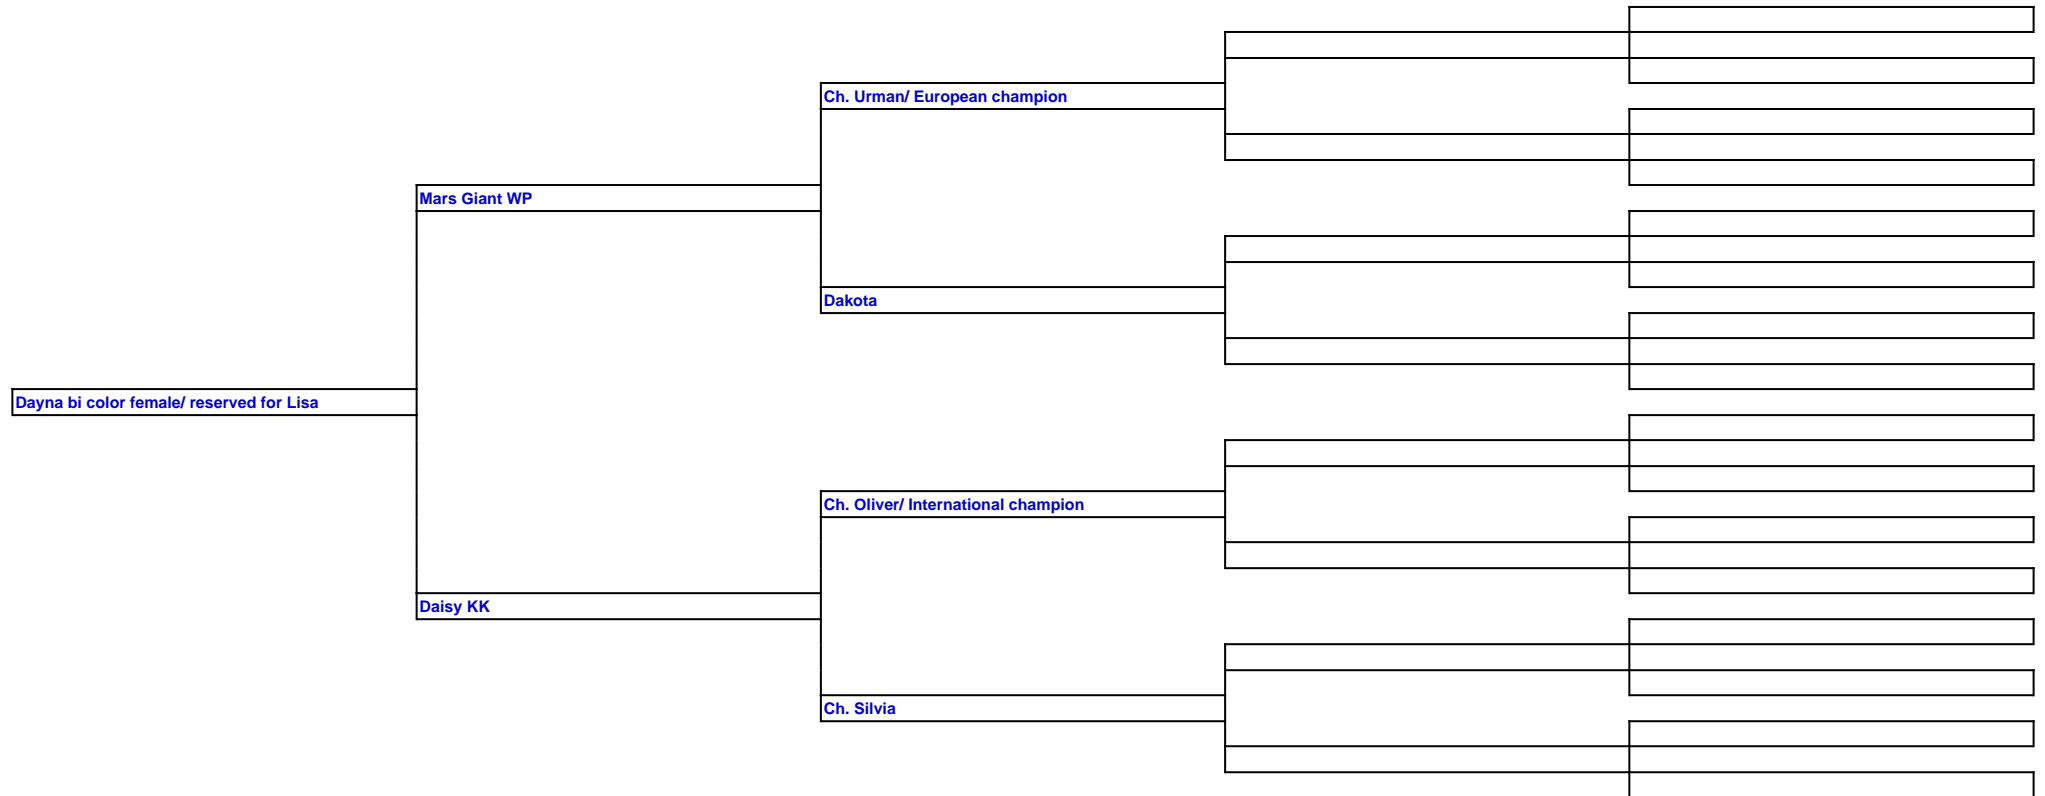 Ch. Urman/ European champion
Mars Giant WP
Dakota
Dayna bi color female/ reserved for Lisa
Ch. Oliver/ International champion
Daisy KK
Ch. Silvia